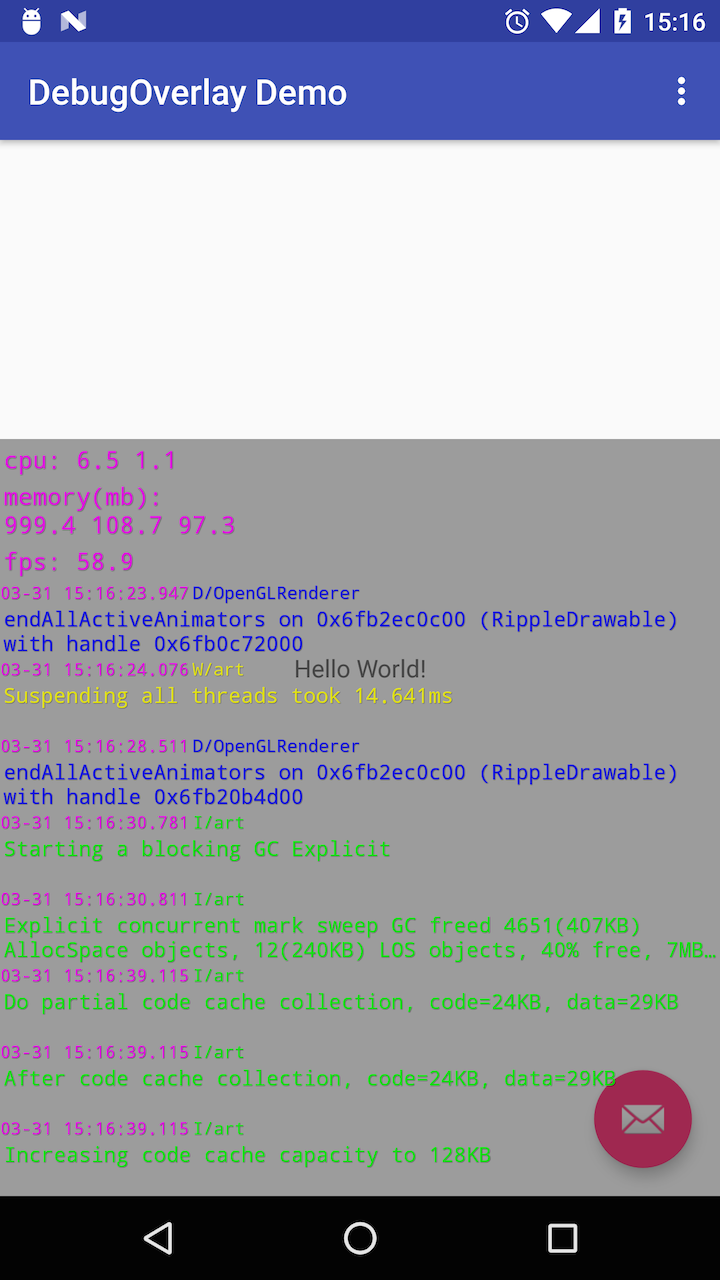 15:16
DebugOverlay Demo
cpu: 6.5 1.1
memory(mb):
999.4 108.7 97.3
fps: 58.9
03-31 15:16:23.947 D/OpenGLRenderer
endAllActiveAnimators on 0x6fb2ec0c00 (RippleDrawable)
with handle 0x6fb0c72000
03-31 15:16:24.076 W/art
Hello World!
Suspending all threads took 14.641ms
03-31 15:16:28.511 D/OpenGLRenderer
endAllActiveAnimators on 0x6fb2ec0c00 (RippleDrawable)
with handle 0x6fb20b4d00
03-31 15:16:30.781 I/art
Starting a blocking GC Explicit
03-31 15:16:30.811 I/art
Explicit concurrent mark sweep GC freed 4651(407KB)
AllocSpace objects, 12(240KB) LOS objects, 40% free, 7MB…
03-31 15:16:39.115 I/art
Do partial code cache collection, code=24KB, data=29KB
03-31 15:16:39.115 I/art
After code cache collection, code=24KB, data=29KB
03-31 15:16:39.115 I/art
Increasing code cache capacity to 128KB